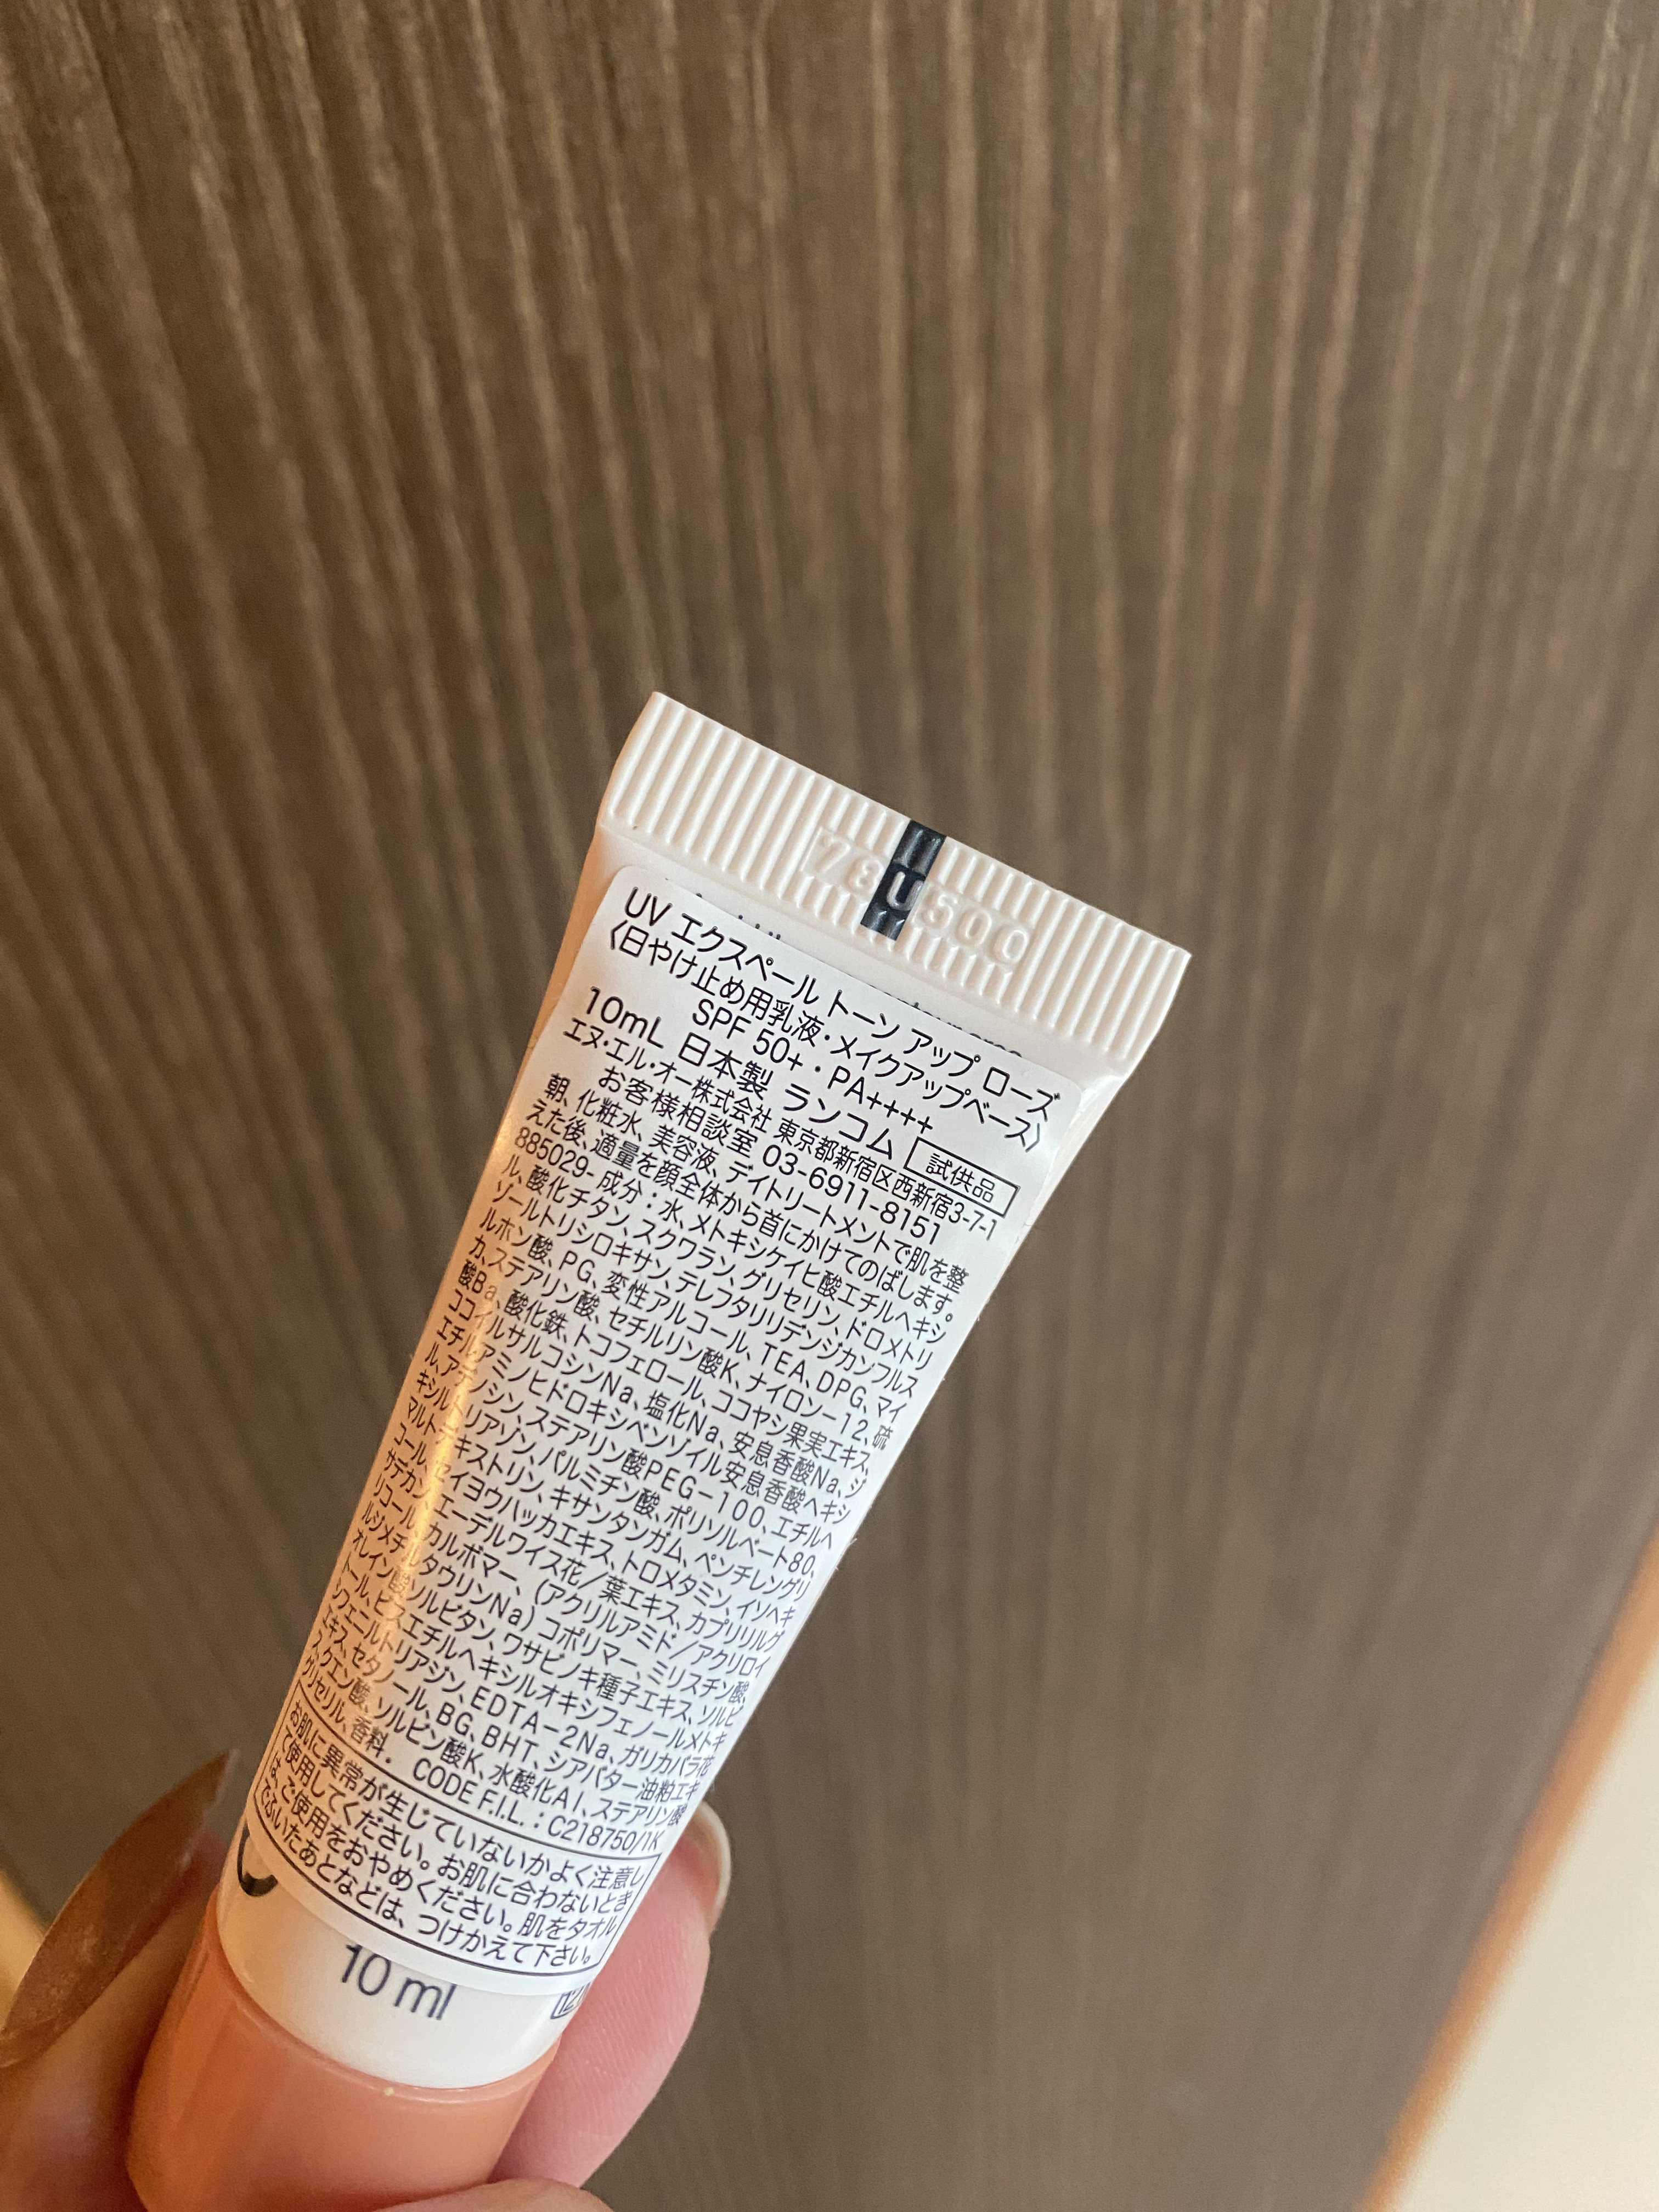 78U500
UV エクスペール トーン アップ ローズ
〈日やけ止め用乳液・メイクアップベース〉
SPF 50+・PA++++
10mL 日本製 ランコム 試供品
エヌ・エル・オー株式会社 東京都新宿区西新宿3-7-1
お客様相談室 03-6911-8151
朝、化粧水、美容液、デイトリートメントで肌を整
えた後、適量を顔全体から首にかけてのばします。
885029- 成分：水、メトキシケイヒ酸エチルヘキシ
ル、酸化チタン、スクワラン、グリセリン、ドロメトリ
ゾールトリシロキサン、テレフタリリデンジカンフルス
ルホン酸、PG、変性アルコール、TEA、DPG、マイ
カ、ステアリン酸、セチルリン酸K、ナイロン－12、硫
酸Ba、酸化鉄、トコフェロール、ココヤシ果実エキス、
ココイルサルコシンNa、塩化Na、安息香酸Na、ジ
エチルアミノヒドロキシベンゾイル安息香酸ヘキシ
ル、アデノシン、ステアリン酸PEG－100、エチルヘ
キシルトリアゾン、パルミチン酸、ポリソルベート80、
マルトデキストリン、キサンタンガム、ペンチレングリ
コール、セイヨウハッカエキス、トロメタミン、イソヘキ
サデカン、エーデルワイス花／葉エキス、カプリリルグ
リコール、カルボマー、（アクリルアミド／アクリロイ
ルジメチルタウリンNa）コポリマー、ミリスチン酸、
オレイン酸ソルビタン、ワサビノキ種子エキス、ソルビ
トール、ビスエチルヘキシルオキシフェノールメトキ
シフェニルトリアジン、EDTA－2Na、ガリカバラ花
エキス、セタノール、BG、BHT、シアバター油粕エキ
ス、クエン酸、ソルビン酸K、水酸化Al、ステアリン酸
グリセリル、香料． CODE F.I.L.：C218750/1K
お肌に異常が生じていないかよく注意し
て使用してください。お肌に合わないとき
は、ご使用をおやめください。肌をタオル
でふいたあとなどは、つけかえて下さい。
10 ml